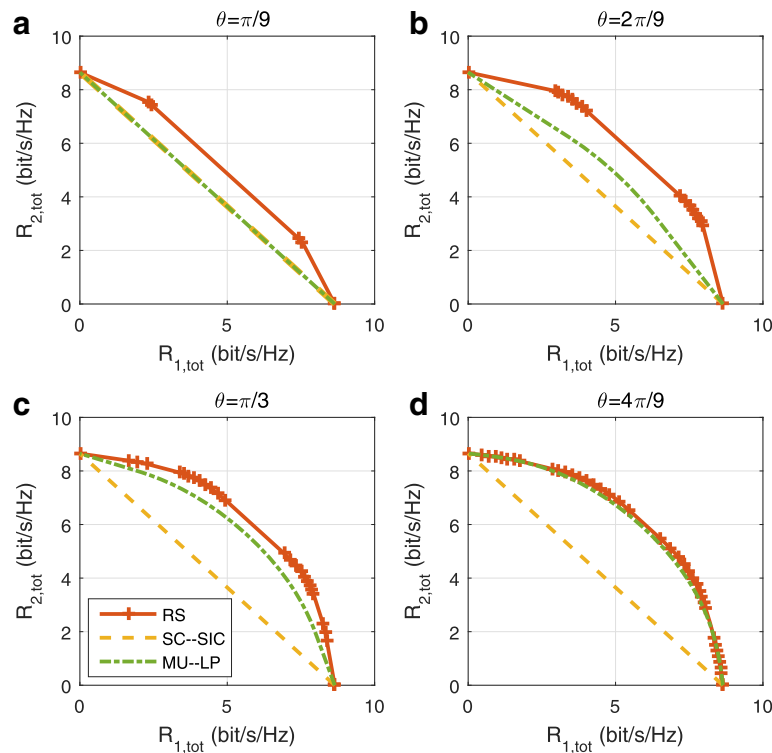 a
θ=π/9
10
8
6
4
2
0
R2,tot (bit/s/Hz)
0 5 10
R1,tot (bit/s/Hz)
b
θ=2π/9
10
8
6
4
2
0
R2,tot (bit/s/Hz)
0 5 10
R1,tot (bit/s/Hz)
c
θ=π/3
10
8
6
4
2
0
R2,tot (bit/s/Hz)
RS
SC--SIC
MU--LP
0 5 10
R1,tot (bit/s/Hz)
d
θ=4π/9
10
8
6
4
2
0
R2,tot (bit/s/Hz)
0 5 10
R1,tot (bit/s/Hz)